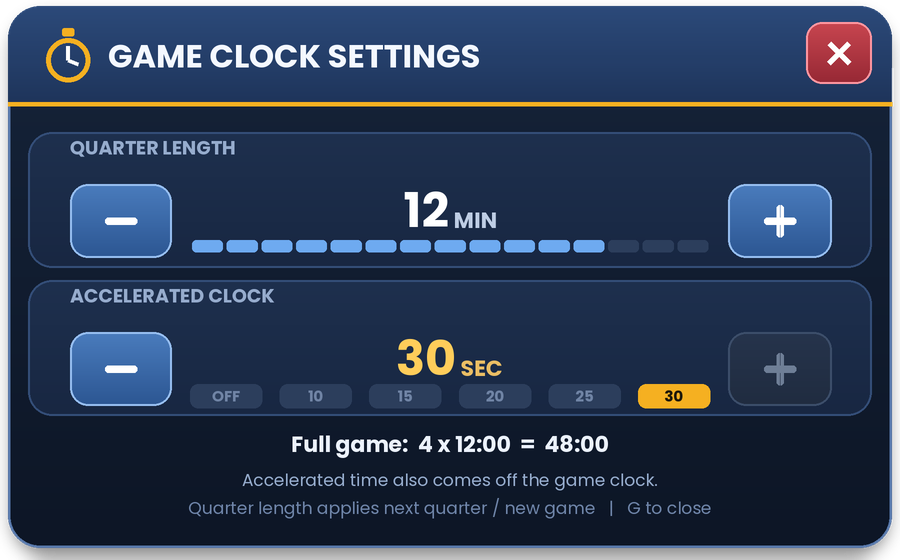 GAME CLOCK SETTINGS
QUARTER LENGTH
12 MIN
ACCELERATED CLOCK
30 SEC
OFF 10 15 20 25 30
Full game: 4 x 12:00 = 48:00
Accelerated time also comes off the game clock.
Quarter length applies next quarter / new game | G to close